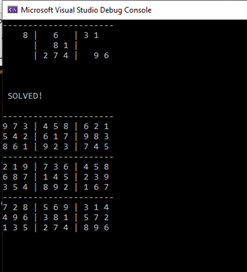 Microsoft Visual Studio Debug Console
-----------------------
    8 |   6   | 3 1
      |   8 1 |
      | 2 7 4 |   9 6
-----------------------
SOLVED!
-----------------------
9 7 3 | 4 5 8 | 6 2 1
5 4 2 | 6 1 7 | 9 8 3
8 6 1 | 9 2 3 | 7 4 5
-----------------------
2 1 9 | 7 3 6 | 4 5 8
6 8 7 | 1 4 5 | 2 3 9
3 5 4 | 8 9 2 | 1 6 7
-----------------------
7 2 8 | 5 6 9 | 3 1 4
4 9 6 | 3 8 1 | 5 7 2
1 3 5 | 2 7 4 | 8 9 6
-----------------------